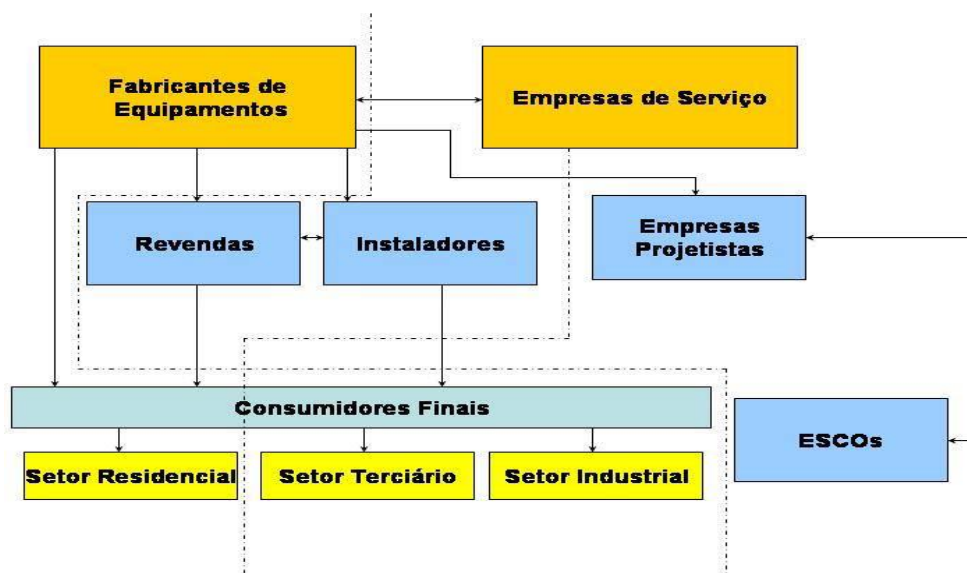 Fabricantes de
Equipamentos
Empresas de Serviço
Revendas
Instaladores
Empresas
Projetistas
Consumidores Finais
ESCOs
Setor Residencial
Setor Terciário
Setor Industrial